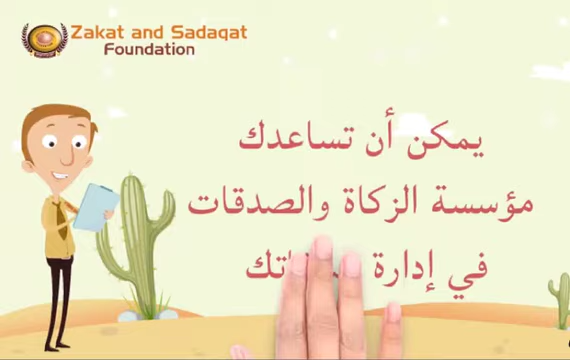 Zakat and Sadaqat
Foundation
يمكن أن تساعدك
مؤسسة الزكاة والصدقات
في إدارة